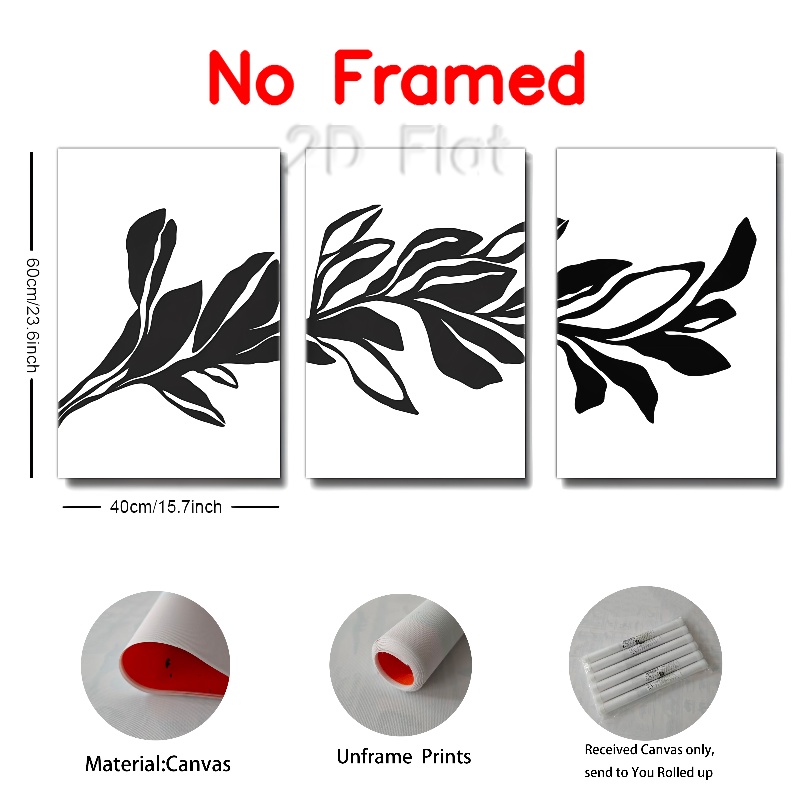 No Framed
2D Flat
60cm/23.6inch
40cm/15.7inch
Material:Canvas
Unframe Prints
Received Canvas only,
send to You Rolled up